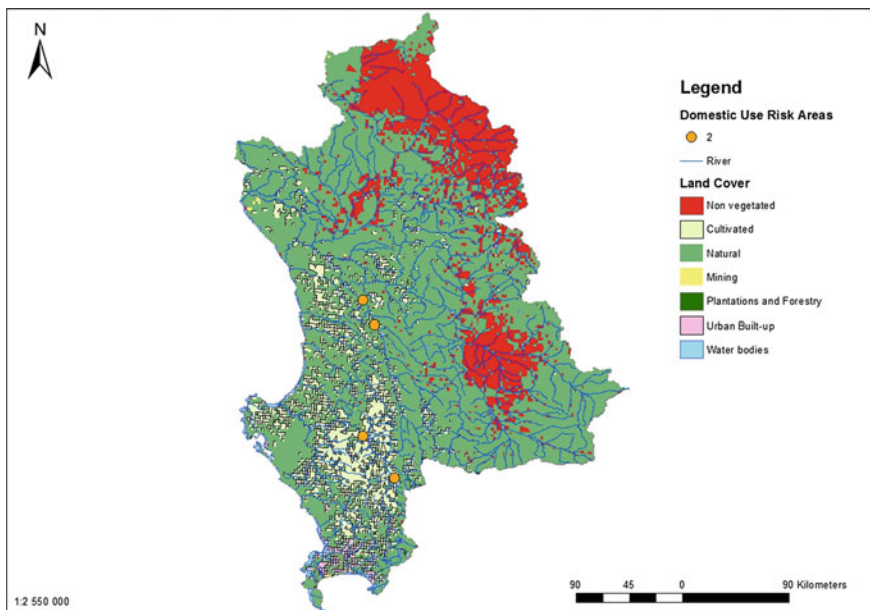 N
Legend
Domestic Use Risk Areas
2
River
Land Cover
Non vegetated
Cultivated
Natural
Mining
Plantations and Forestry
Urban Built-up
Water bodies
1:2 550 000
90 45 0 90 Kilometers